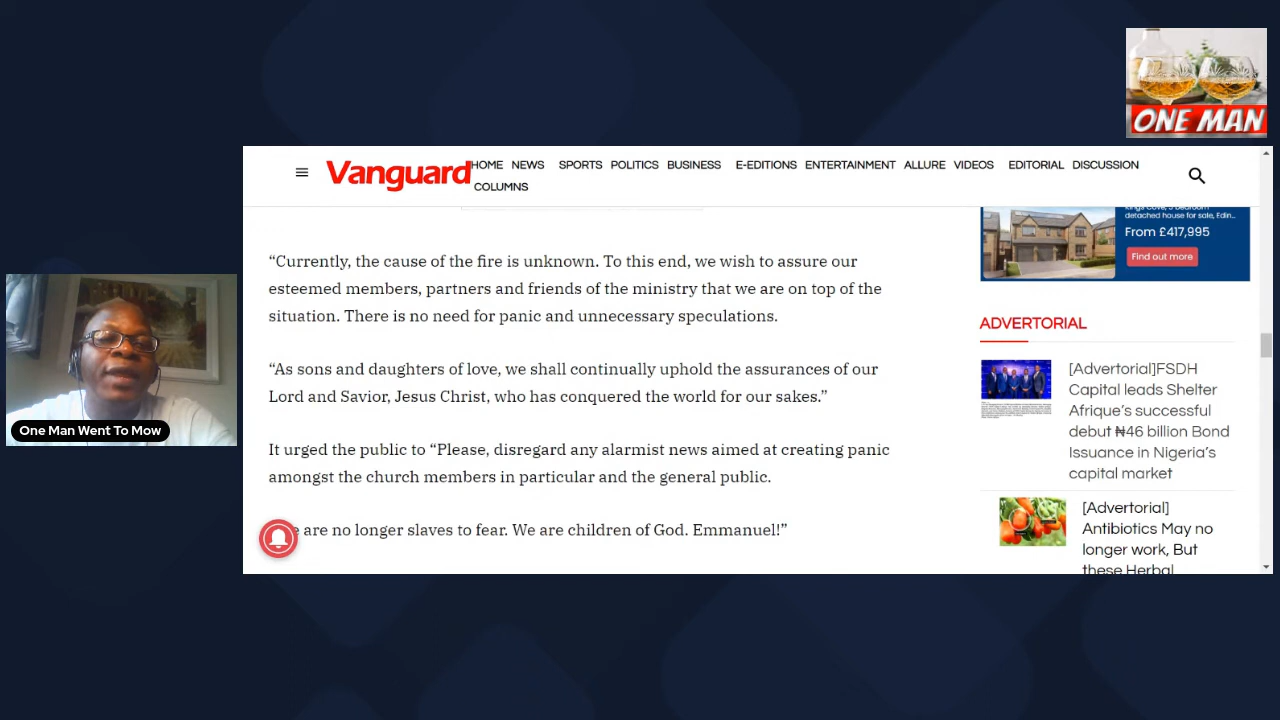 ONE MAN
Vanguard
HOME NEWS SPORTS POLITICS BUSINESS E-EDITIONS ENTERTAINMENT ALLURE VIDEOS EDITORIAL DISCUSSION
COLUMNS
“Currently, the cause of the fire is unknown. To this end, we wish to assure our
esteemed members, partners and friends of the ministry that we are on top of the
situation. There is no need for panic and unnecessary speculations.
“As sons and daughters of love, we shall continually uphold the assurances of our
Lord and Savior, Jesus Christ, who has conquered the world for our sakes.”
It urged the public to “Please, disregard any alarmist news aimed at creating panic
amongst the church members in particular and the general public.
are no longer slaves to fear. We are children of God. Emmanuel!”
detached house for sale, Edin...
From £417,995
Find out more
ADVERTORIAL
[Advertorial]FSDH
Capital leads Shelter
Afrique’s successful
debut ₦46 billion Bond
Issuance in Nigeria’s
capital market
[Advertorial]
Antibiotics May no
longer work, But
these Herbal
One Man Went To Mow